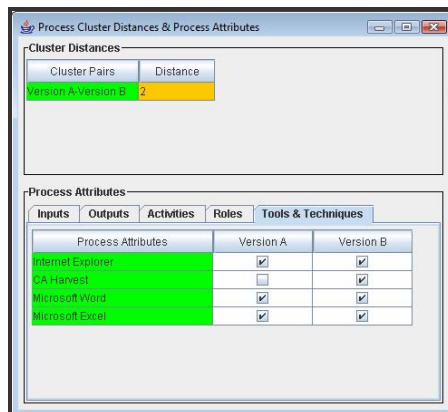 Process Cluster Distances & Process Attributes
Cluster Distances
Cluster Pairs Distance
Version A-Version B 2
Process Attributes
Inputs Outputs Activities Roles Tools & Techniques
Process Attributes Version A Version B
Internet Explorer
CA Harvest
Microsoft Word
Microsoft Excel